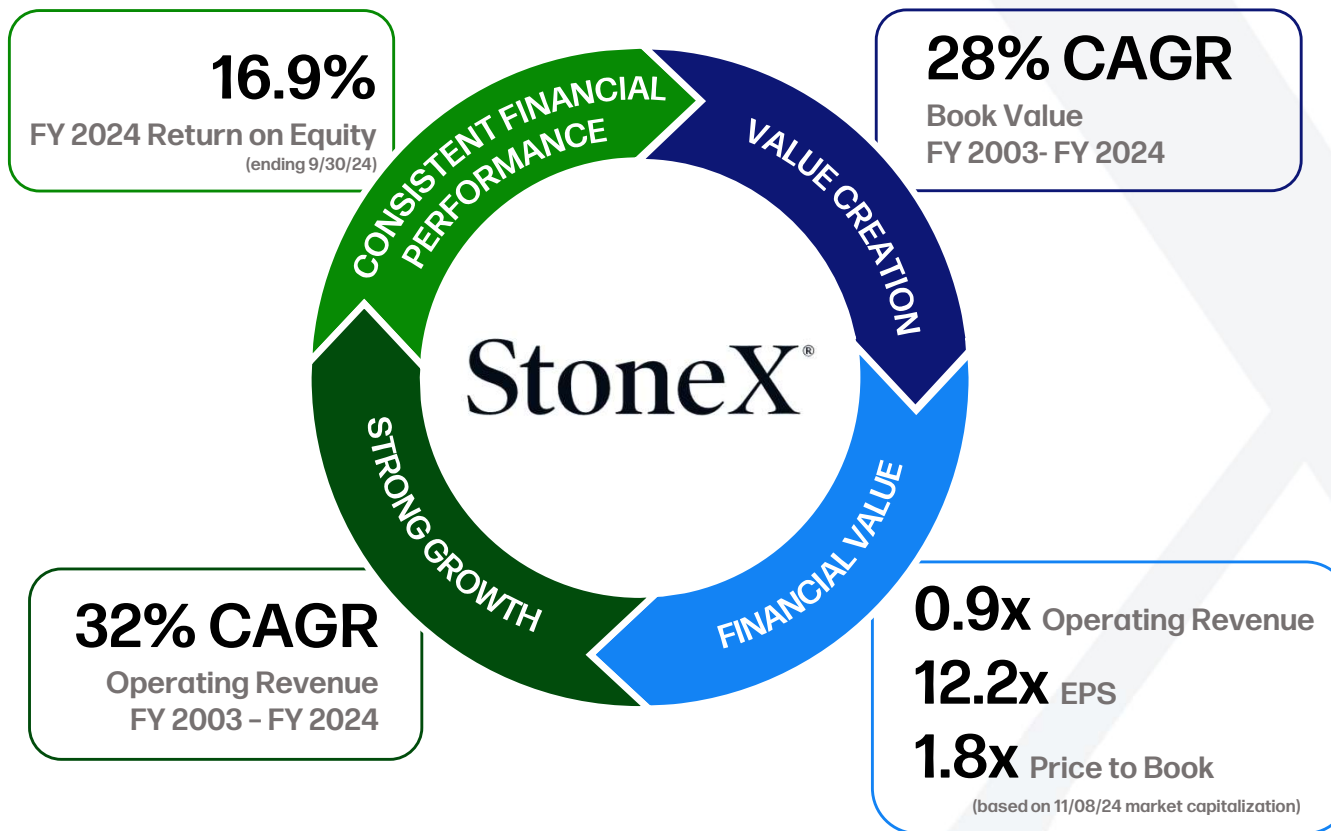 16.9%
FY 2024 Return on Equity
(ending 9/30/24)
CONSISTENT FINANCIAL
PERFORMANCE
28% CAGR
Book Value
FY 2003- FY 2024
VALUE CREATION
StoneX®
STRONG GROWTH
32% CAGR
Operating Revenue
FY 2003 – FY 2024
FINANCIAL VALUE
0.9x Operating Revenue
12.2x EPS
1.8x Price to Book
(based on 11/08/24 market capitalization)